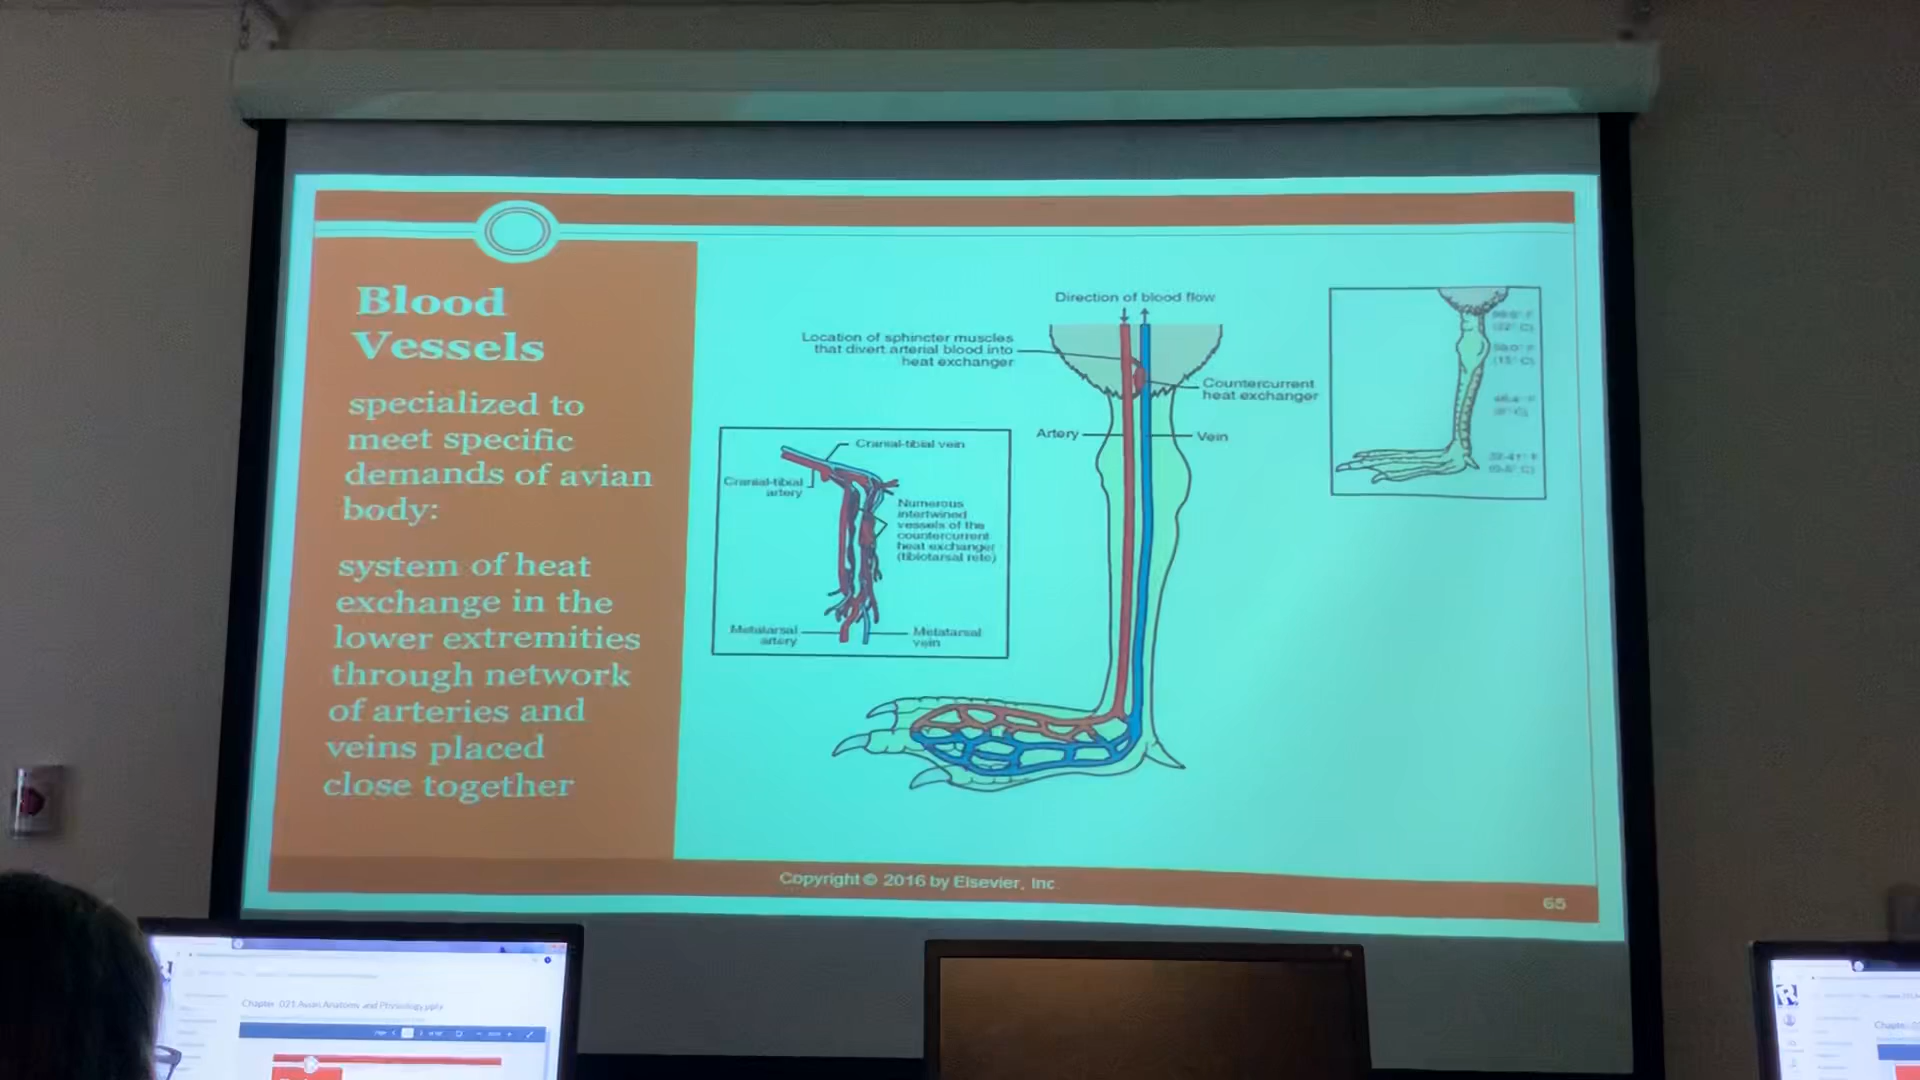 Blood
Vessels
specialized to
meet specific
demands of avian
body:
system of heat
exchange in the
lower extremities
through network
of arteries and
veins placed
close together
Direction of blood flow
Location of sphincter muscles
that divert arterial blood into
heat exchanger
Countercurrent
heat exchanger
Artery
Vein
Cranial-tibial vein
Cranial-tibial
artery
Numerous
intertwined
vessels of the
countercurrent
heat exchanger
(tibiotarsal rete)
Metatarsal
artery
Metatarsal
vein
Copyright © 2016 by Elsevier, Inc.
65
Chapter 021 Avian Anatomy and Physiology.pptx